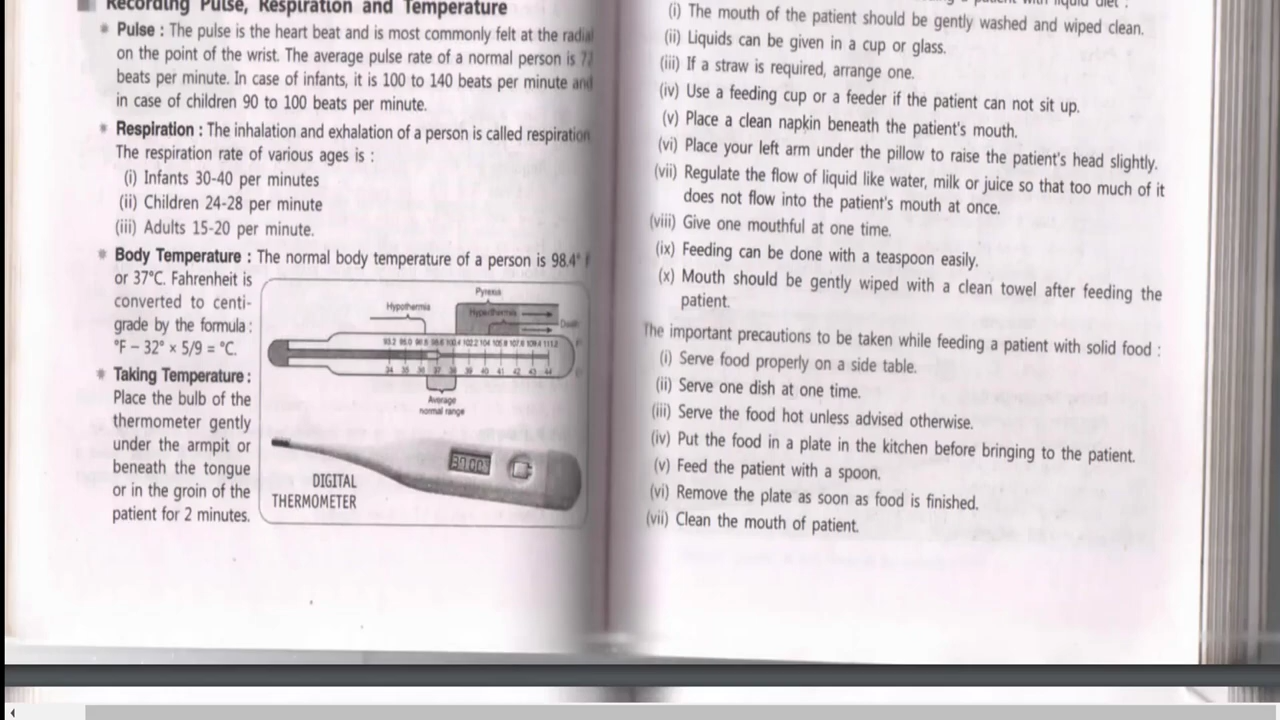 Recording Pulse, Respiration and Temperature
* Pulse : The pulse is the heart beat and is most commonly felt at the radial
on the point of the wrist. The average pulse rate of a normal person is 72
beats per minute. In case of infants, it is 100 to 140 beats per minute and
in case of children 90 to 100 beats per minute.
* Respiration : The inhalation and exhalation of a person is called respiration
The respiration rate of various ages is :
(i) Infants 30-40 per minutes
(ii) Children 24-28 per minute
(iii) Adults 15-20 per minute.
* Body Temperature : The normal body temperature of a person is 98.4°
or 37°C. Fahrenheit is
converted to centi-
grade by the formula :
°F – 32° × 5/9 = °C.
* Taking Temperature :
Place the bulb of the
thermometer gently
under the armpit or
beneath the tongue
or in the groin of the
patient for 2 minutes.
Pyrexia
Hypothermia
Hyperthermia
Death
34 35 36 37 38 39 40 41 42 43 44
Average
normal range
DIGITAL
THERMOMETER
(i) The mouth of the patient should be gently washed and wiped clean.
(ii) Liquids can be given in a cup or glass.
(iii) If a straw is required, arrange one.
(iv) Use a feeding cup or a feeder if the patient can not sit up.
(v) Place a clean napkin beneath the patient's mouth.
(vi) Place your left arm under the pillow to raise the patient's head slightly.
(vii) Regulate the flow of liquid like water, milk or juice so that too much of it
does not flow into the patient's mouth at once.
(viii) Give one mouthful at one time.
(ix) Feeding can be done with a teaspoon easily.
(x) Mouth should be gently wiped with a clean towel after feeding the
patient.
The important precautions to be taken while feeding a patient with solid food :
(i) Serve food properly on a side table.
(ii) Serve one dish at one time.
(iii) Serve the food hot unless advised otherwise.
(iv) Put the food in a plate in the kitchen before bringing to the patient.
(v) Feed the patient with a spoon.
(vi) Remove the plate as soon as food is finished.
(vii) Clean the mouth of patient.